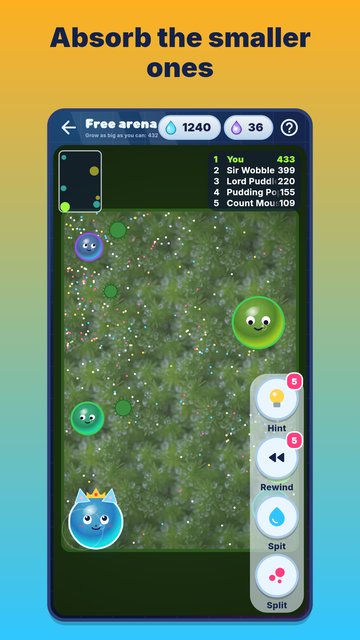 Absorb the smaller
ones
Free arena
Grow as big as you can: 432
1240
36
?
1 You 433
2 Sir Wobble 399
3 Lord Puddl 220
4 Pudding Po 155
5 Count Mou 109
5
Hint
5
Rewind
Spit
Split